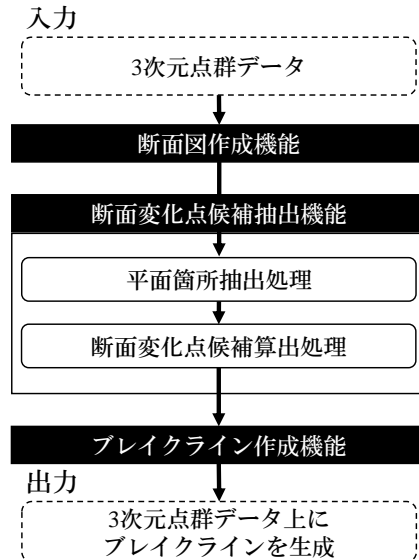 入力
3次元点群データ
断面図作成機能
断面変化点候補抽出機能
平面箇所抽出処理
断面変化点候補算出処理
ブレイクライン作成機能
出力
3次元点群データ上に
ブレイクラインを生成